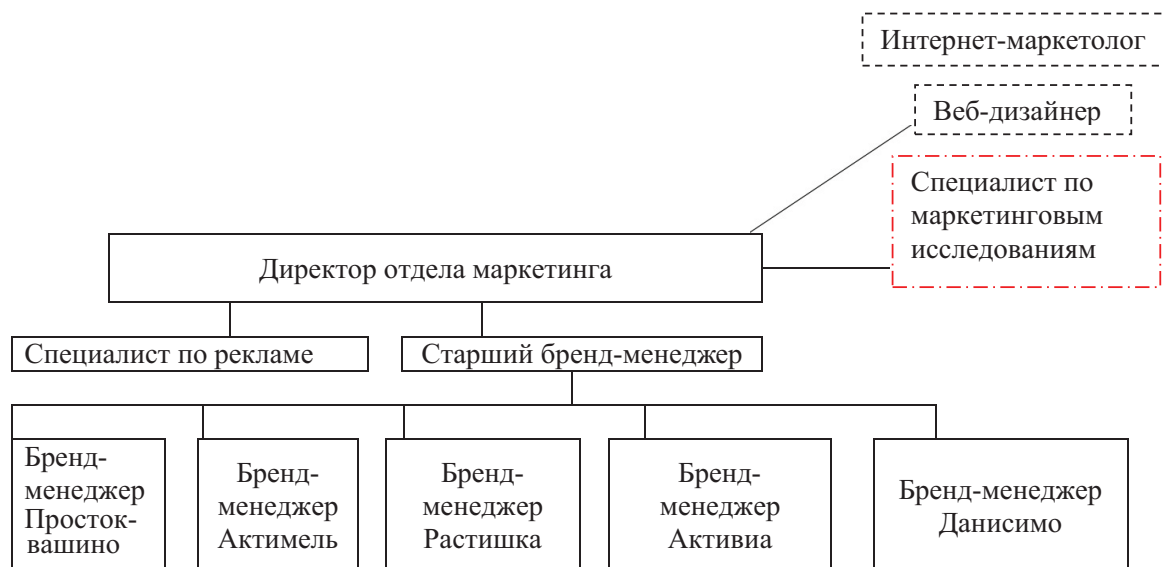 Интернет-маркетолог
Веб-дизайнер
Специалист по
маркетинговым
исследованиям
Директор отдела маркетинга
Специалист по рекламе
Старший бренд-менеджер
Бренд-
менеджер
Просток-
вашино
Бренд-
менеджер
Актимель
Бренд-
менеджер
Растишка
Бренд-
менеджер
Активиа
Бренд-менеджер
Данисимо